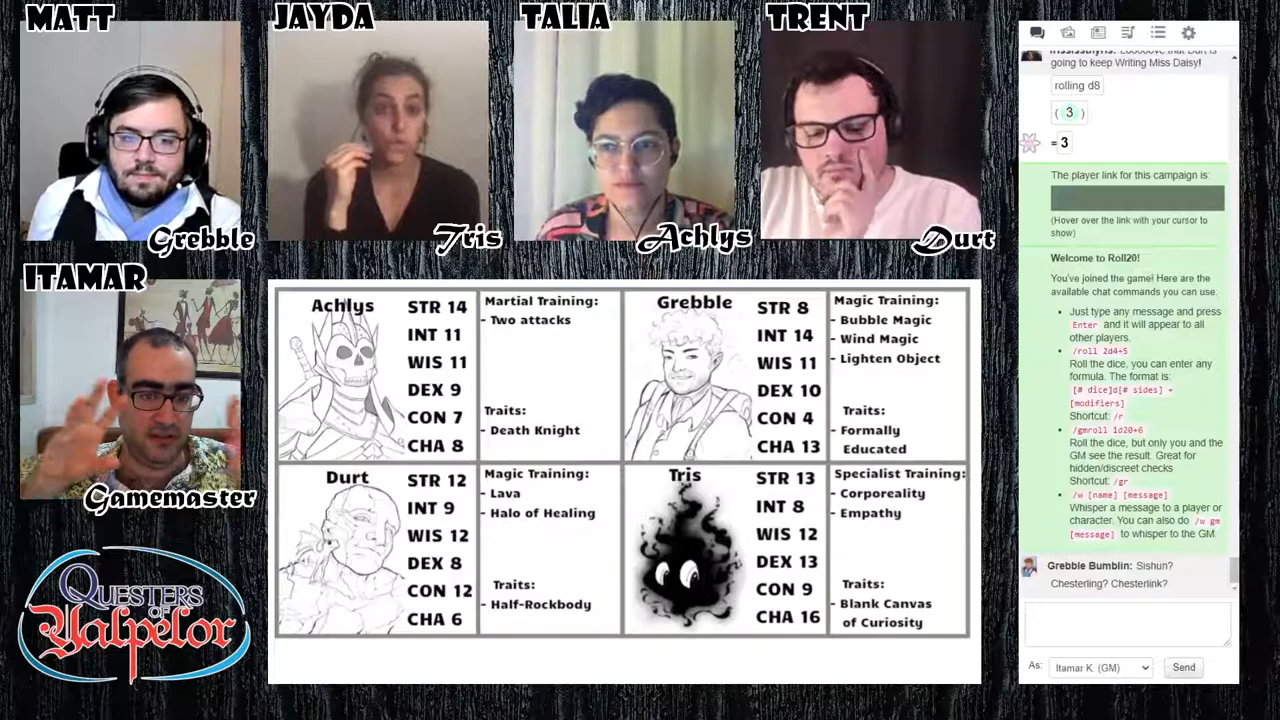 MATT
JAYDA
TALIA
TRENT
Grebble
Tris
Achlys
Durt
ITAMAR
Gamemaster
QUESTERS
OF
Yalpelor
Achlys
STR 14
INT 11
WIS 11
DEX 9
CON 7
CHA 8
Martial Training:
- Two attacks
Traits:
- Death Knight
Grebble
STR 8
INT 14
WIS 11
DEX 10
CON 4
CHA 13
Magic Training:
- Bubble Magic
- Wind Magic
- Lighten Object
Traits:
- Formally
Educated
Durt
STR 12
INT 9
WIS 12
DEX 8
CON 12
CHA 6
Magic Training:
- Lava
- Halo of Healing
Traits:
- Half-Rockbody
Tris
STR 13
INT 8
WIS 12
DEX 13
CON 9
CHA 16
Specialist Training:
- Corporeality
- Empathy
Traits:
- Blank Canvas
of Curiosity
that Durt is
going to keep Writing Miss Daisy!
rolling d8
( 3 )
= 3
The player link for this campaign is:
(Hover over the link with your cursor to
show)
Welcome to Roll20!
You've joined the game! Here are the
available chat commands you can use.
• Just type any message and press
Enter and it will appear to all
other players.
• /roll 2d4+5
Roll the dice, you can enter any
formula. The format is:
[# dice]d[# sides] +
[modifiers]
Shortcut: /r
• /gmroll 1d20+6
Roll the dice, but only you and the
GM see the result. Great for
hidden/discreet checks
Shortcut: /gr
• /w [name] [message]
Whisper a message to a player or
character. You can also do /w gm
[message] to whisper to the GM
Grebble Bumblin: Sishun?
Chesterling? Chesterlink?
As: Itamar K. (GM) Send